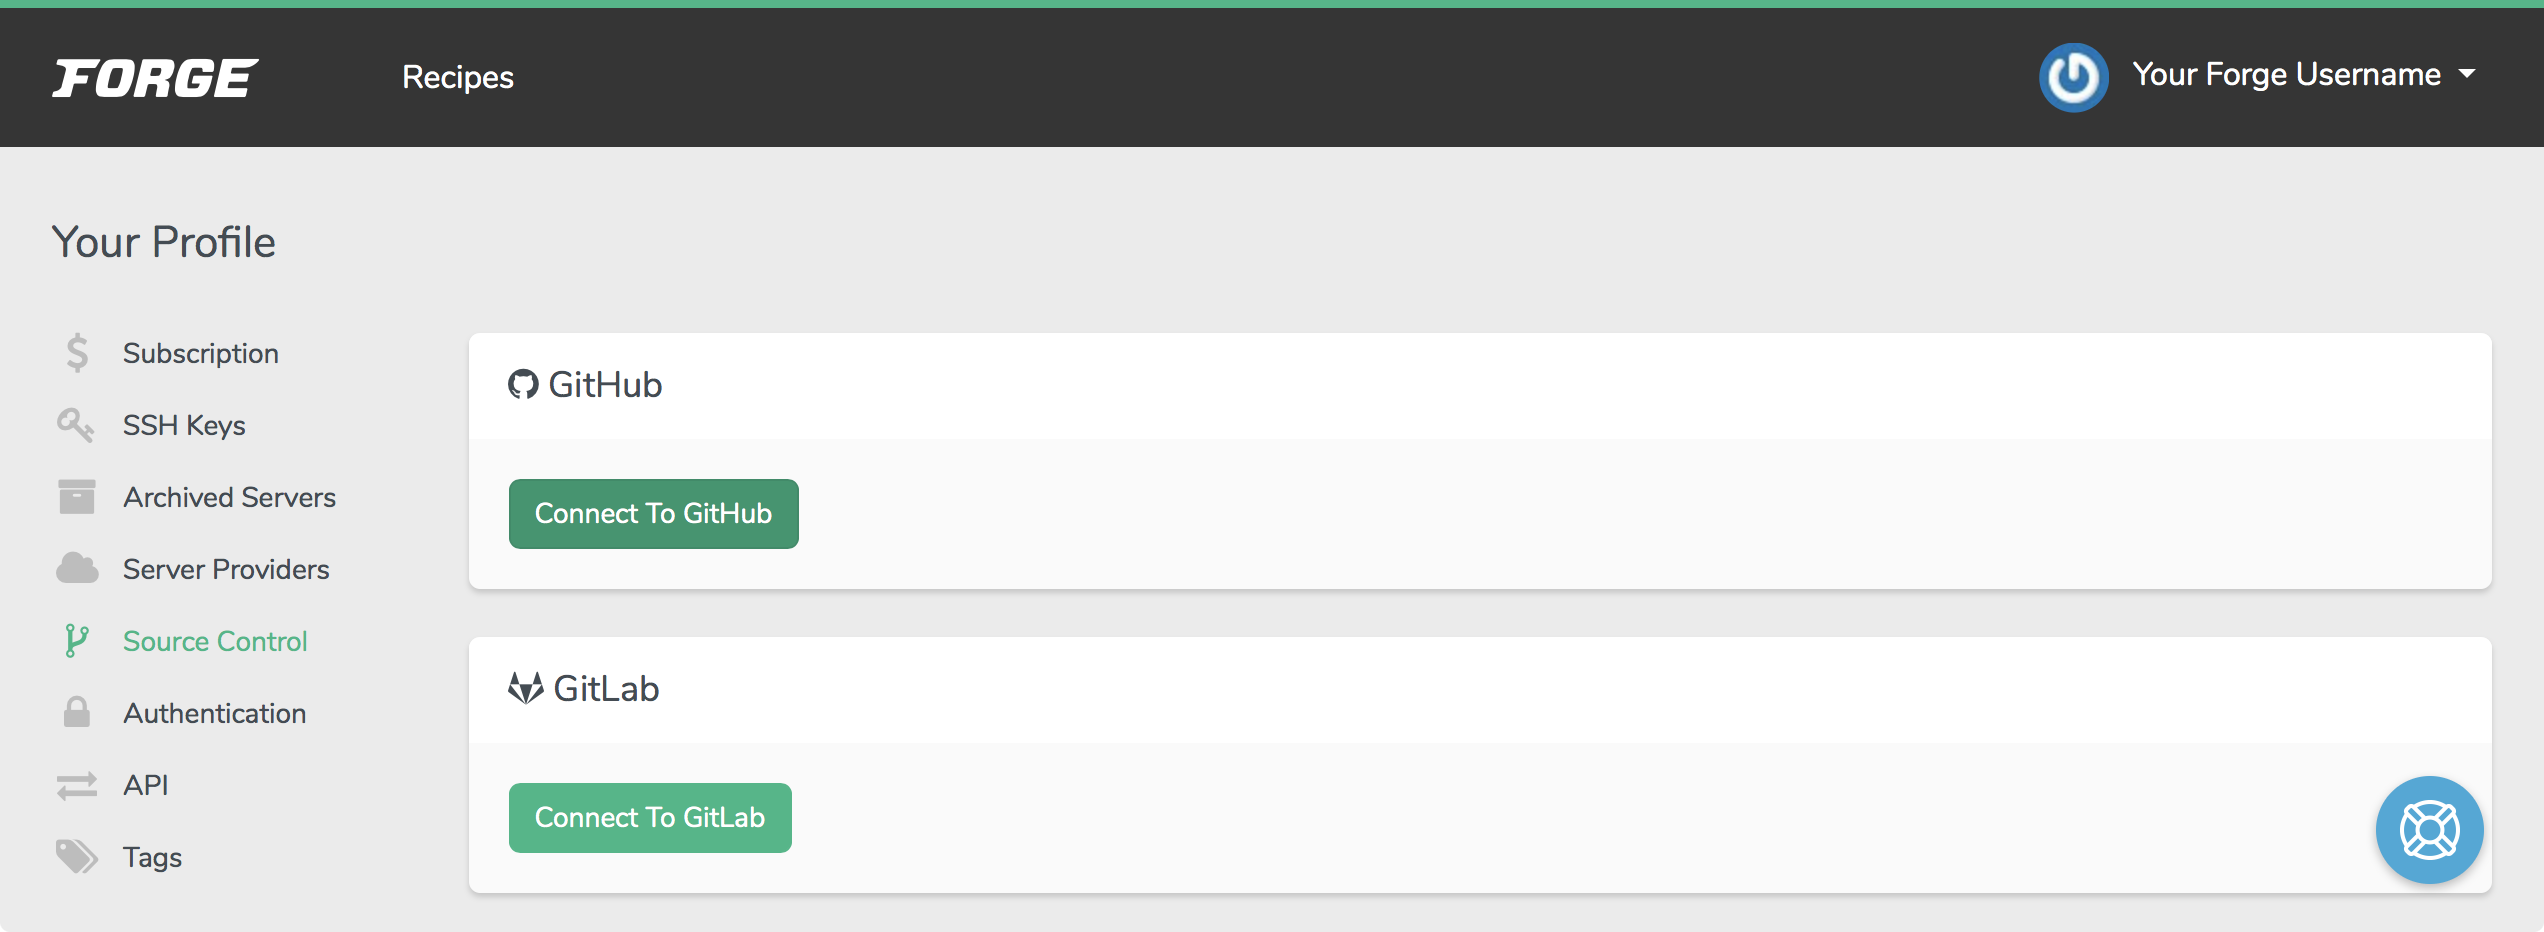 FORGE
Recipes
Your Forge Username
Your Profile
Subscription
SSH Keys
Archived Servers
Server Providers
Source Control
Authentication
API
Tags
GitHub
Connect To GitHub
GitLab
Connect To GitLab